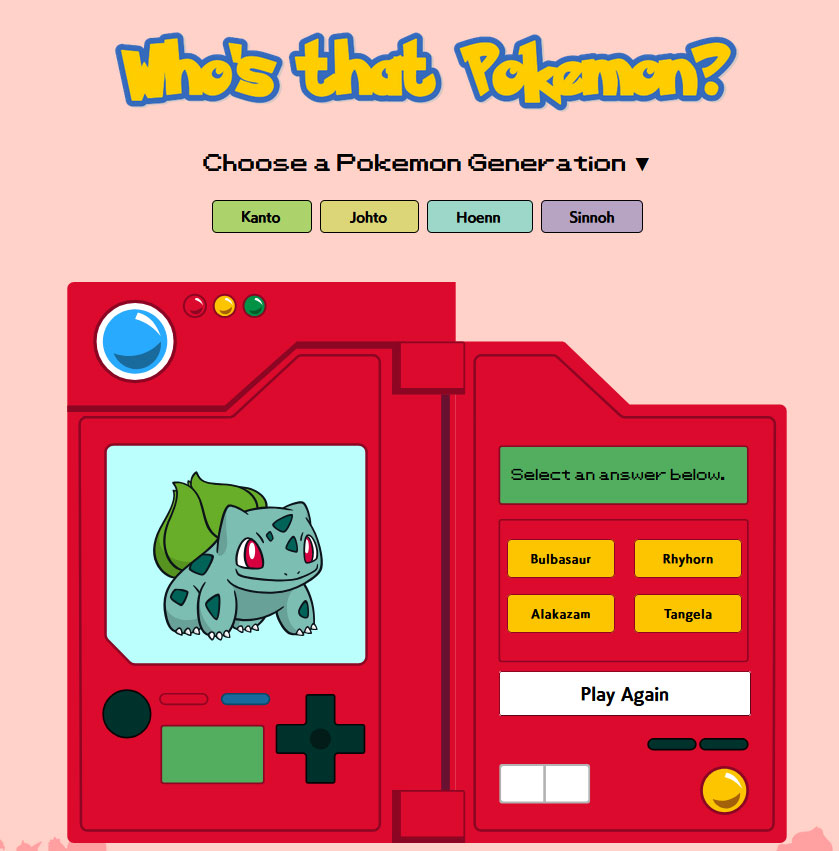 Who's that Pokemon?
Choose a Pokemon Generation ▼
Kanto Johto Hoenn Sinnoh
Select an answer below.
Bulbasaur Rhyhorn
Alakazam Tangela
Play Again